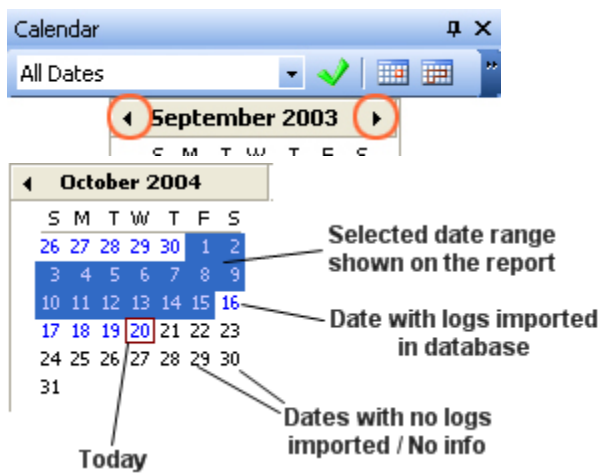 Calendar
All Dates
September 2003
S M T W T F S
October 2004
S M T W T F S
26 27 28 29 30 1 2
3 4 5 6 7 8 9
10 11 12 13 14 15 16
17 18 19 20 21 22 23
24 25 26 27 28 29 30
31
Selected date range
shown on the report
Date with logs imported
in database
Dates with no logs
imported / No info
Today